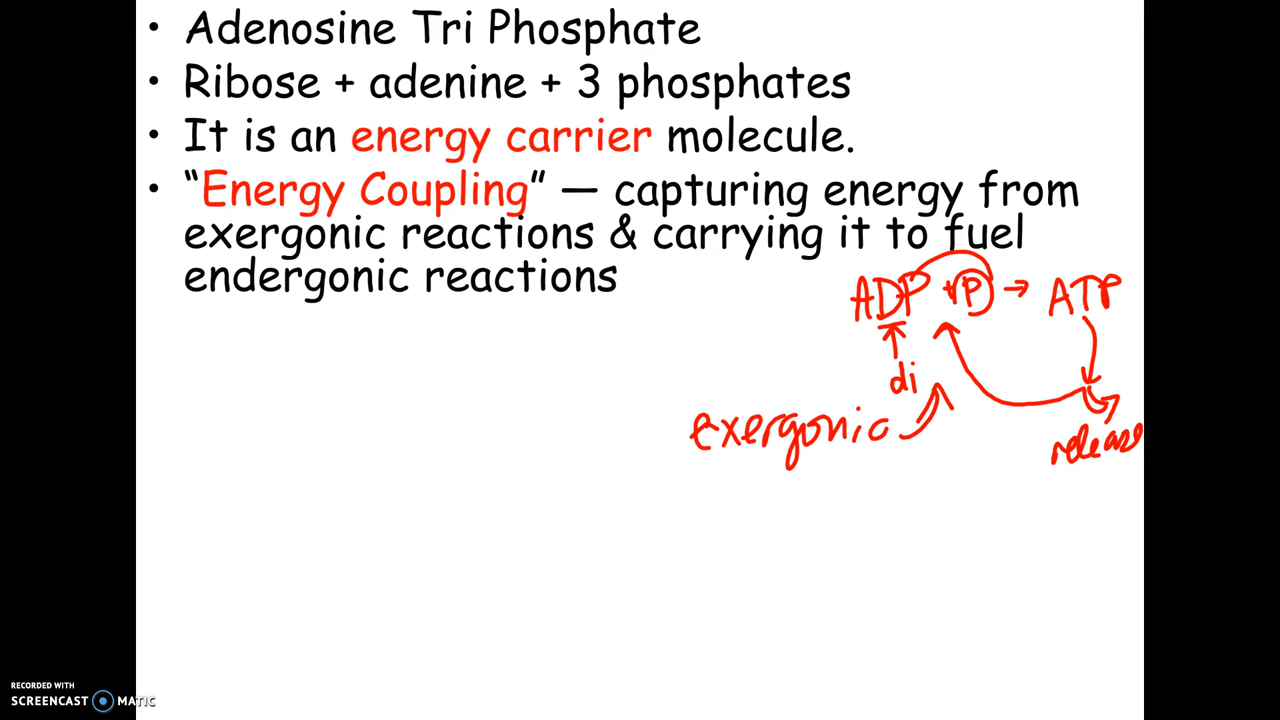 • Adenosine Tri Phosphate
• Ribose + adenine + 3 phosphates
• It is an energy carrier molecule.
• “Energy Coupling” — capturing energy from
exergonic reactions & carrying it to fuel
endergonic reactions
ADP + P → ATP
di
exergonic
release
RECORDED WITH
SCREENCAST MATIC